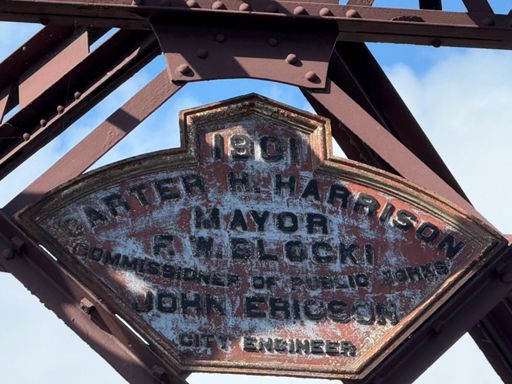 1901
CARTER H. HARRISON
MAYOR
F. W. BLOCKI
COMMISSIONER OF PUBLIC WORKS
JOHN ERICSON
CITY ENGINEER